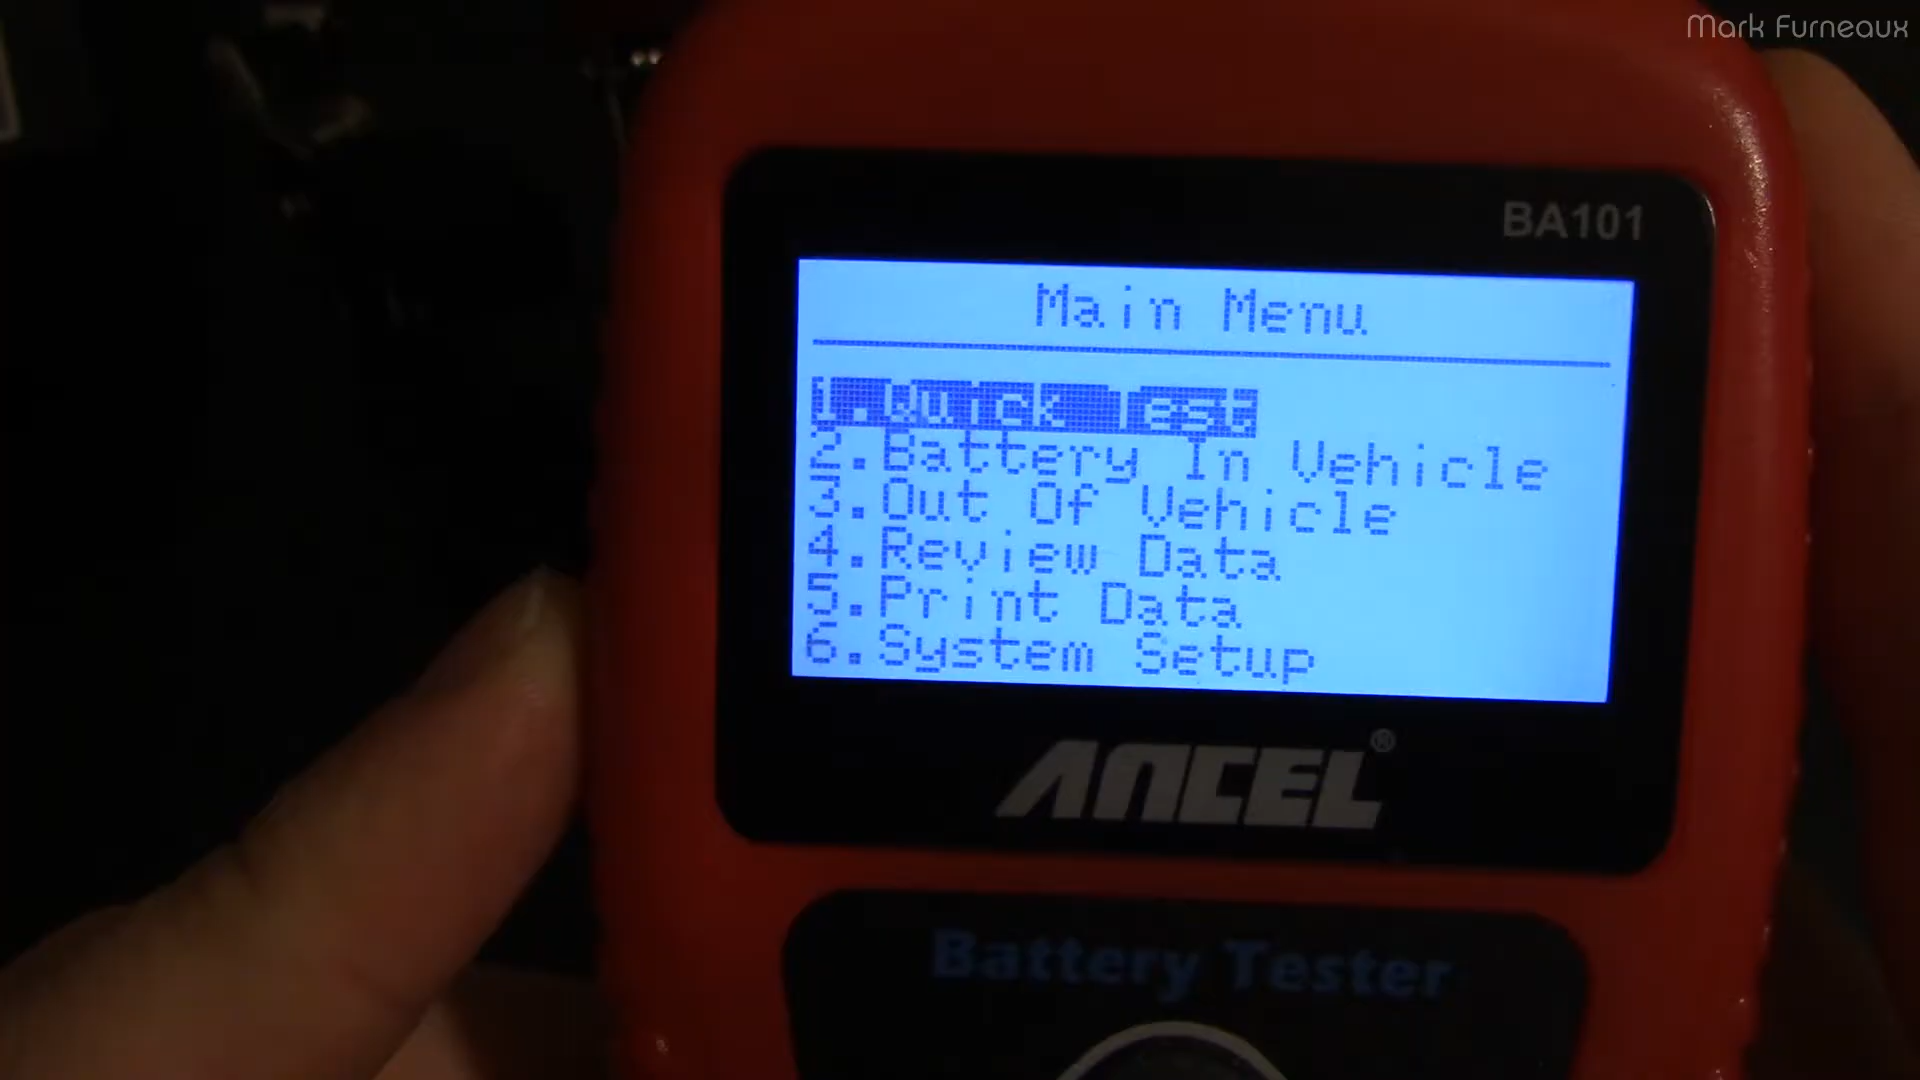 Mark Furneaux
BA101
Main Menu
1.Quick Test
2.Battery In Vehicle
3.Out Of Vehicle
4.Review Data
5.Print Data
6.System Setup
ANCEL®
Battery Tester